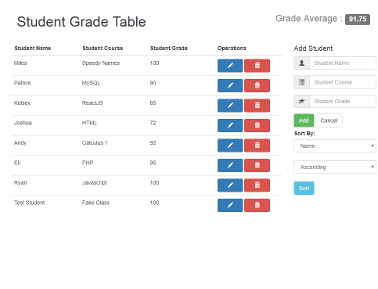 Student Grade Table
Grade Average : 91.75
Student Name Student Course Student Grade Operations
Miles Speedy Names 100
Patrick MySQL 90
Kelsey ReactJS 85
Joshua HTML 72
Andy Calculus 1 92
Eli PHP 95
Ryan Javascript 100
Test Student Fake Class 100
Add Student
Student Name
Student Course
Student Grade
Add Cancel
Sort By:
Name
Ascending
Sort